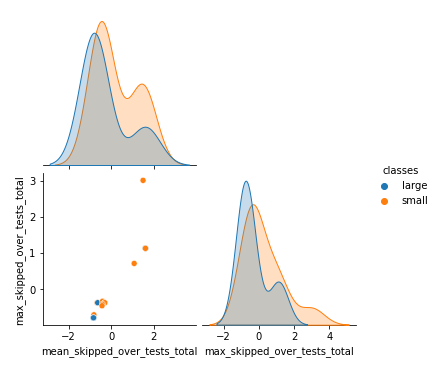 classes
large
small
max_skipped_over_tests_total
3
2
1
0
−2
0
2
−2
0
2
4
mean_skipped_over_tests_total
max_skipped_over_tests_total